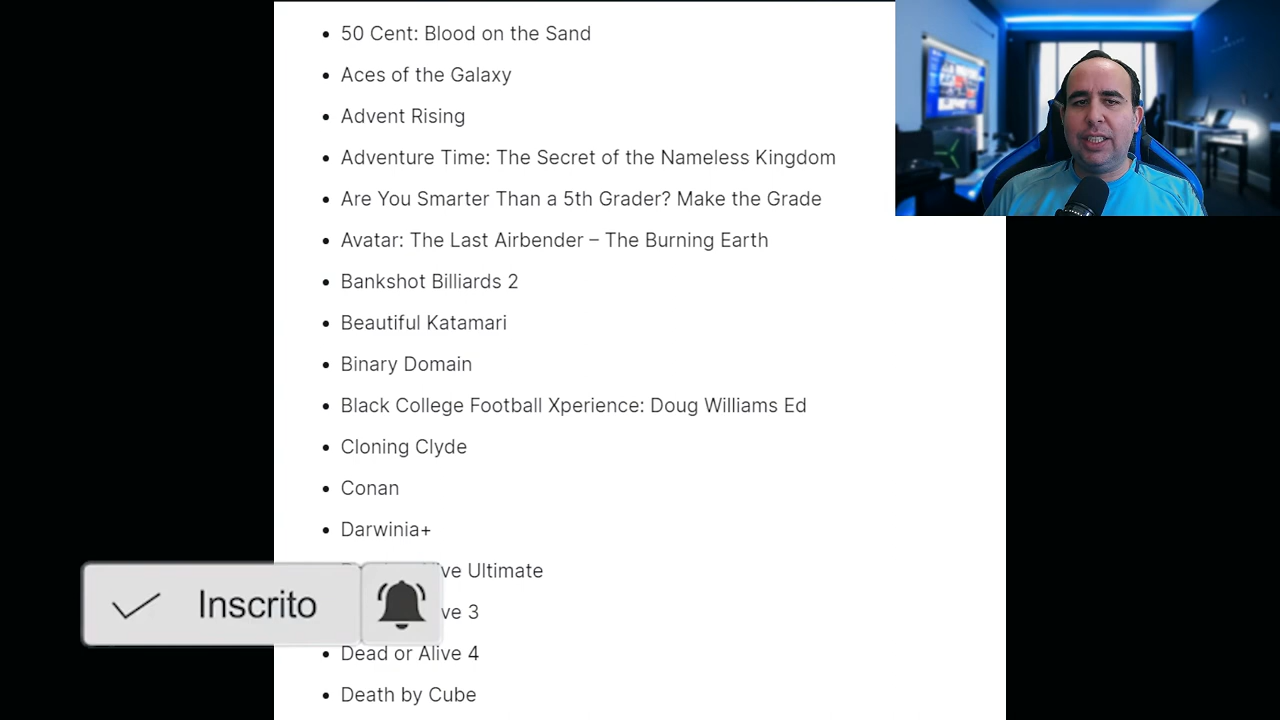 50 Cent: Blood on the Sand
Aces of the Galaxy
Advent Rising
Adventure Time: The Secret of the Nameless Kingdom
Are You Smarter Than a 5th Grader? Make the Grade
Avatar: The Last Airbender – The Burning Earth
Bankshot Billiards 2
Beautiful Katamari
Binary Domain
Black College Football Xperience: Doug Williams Ed
Cloning Clyde
Conan
Darwinia+
Ultimate
Inscrito
3
Dead or Alive 4
Death by Cube